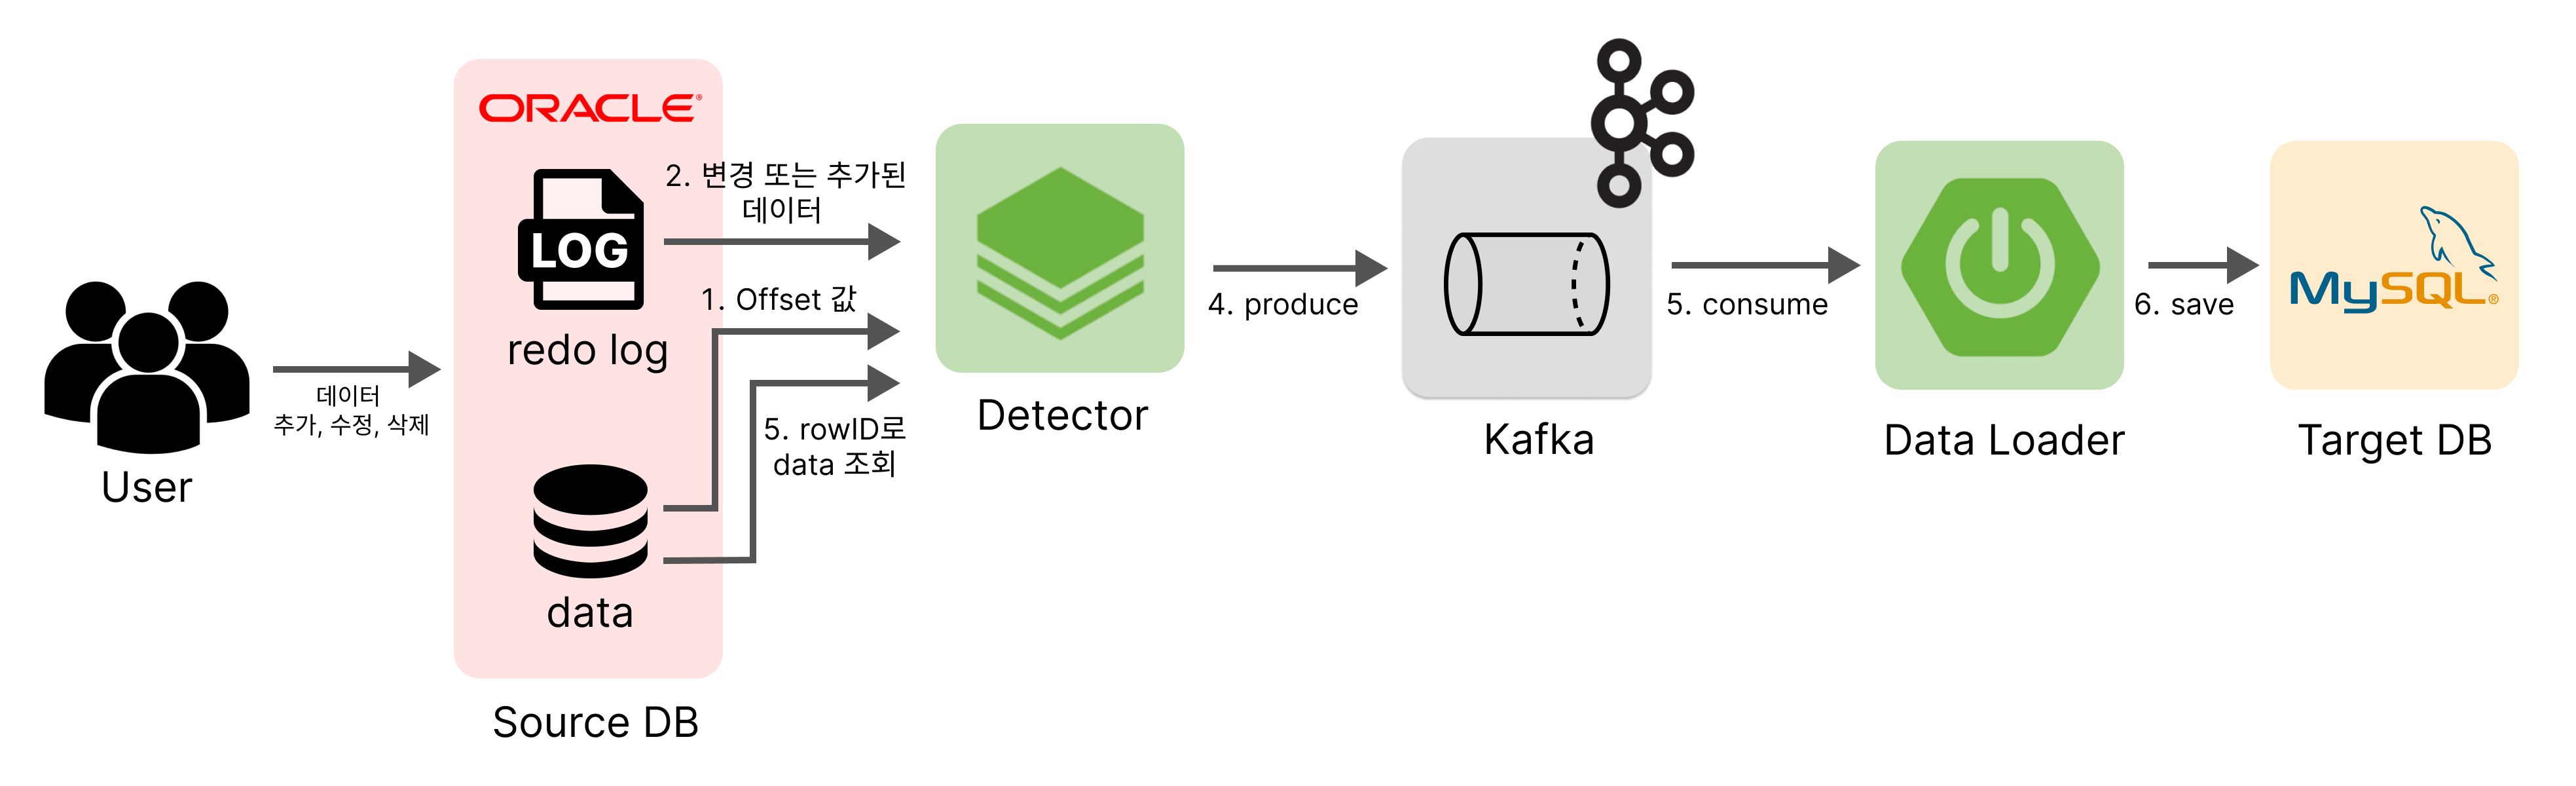 ORACLE®
2. 변경 또는 추가된
데이터
LOG
1. Offset 값
redo log
데이터
추가, 수정, 삭제
User
5. rowID로
data 조회
data
Source DB
Detector
4. produce
Kafka
5. consume
Data Loader
6. save
MySQL®
Target DB